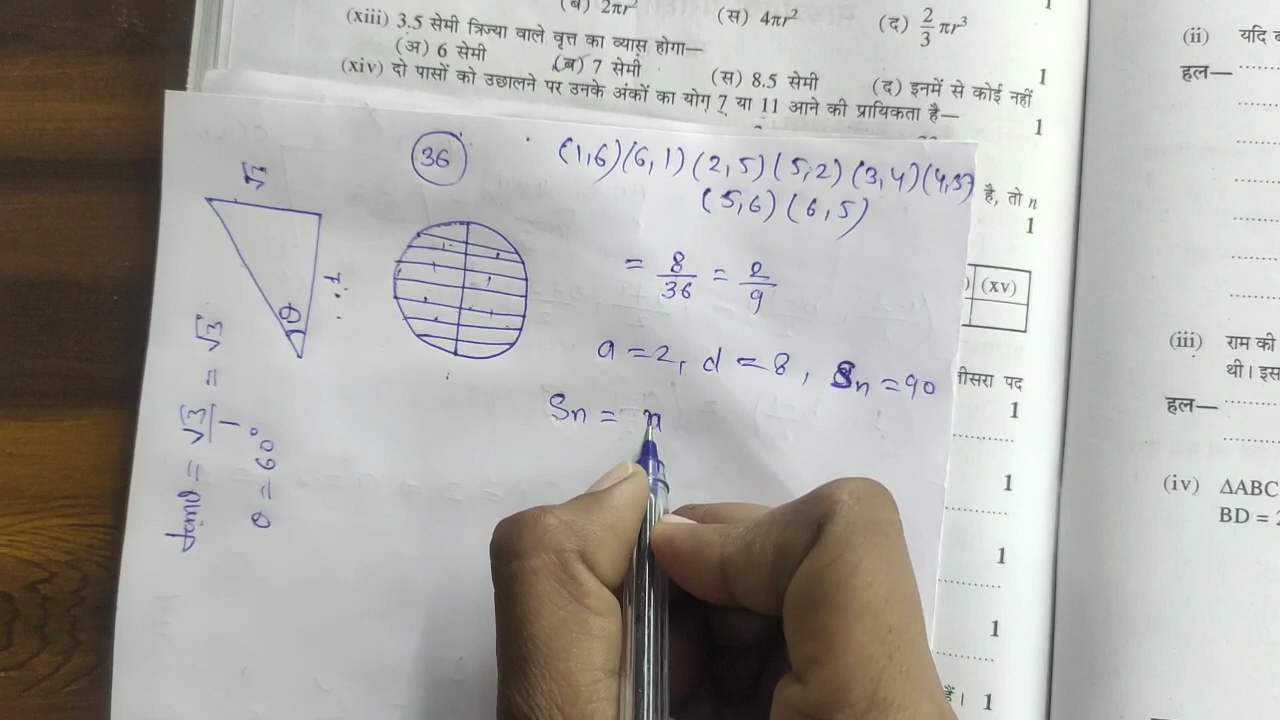 (ब) 2πr² (स) 4πr² (द) 2/3 πr³ 1
(xiii) 3.5 सेमी त्रिज्या वाले वृत्त का व्यास होगा—
(अ) 6 सेमी (ब) 7 सेमी (स) 8.5 सेमी (द) इनमें से कोई नहीं 1
(xiv) दो पासों को उछालने पर उनके अंकों का योग 7 या 11 आने की प्रायिकता है—
1
है, तो n
1
) (xv)
तीसरा पद
1
1
1
1
हैं। 1
(ii) यदि
हल—
(iii) राम की
थी। इस
हल—
(iv) ΔABC
BD =
36
(1,6)(6,1)(2,5)(5,2)(3,4)(4,3)
(5,6)(6,5)
= 8/36 = 2/9
a = 2, d = 8, Sn = 90
Sn = n
θ
1
tanθ = √3/1 = √3
θ = 60°